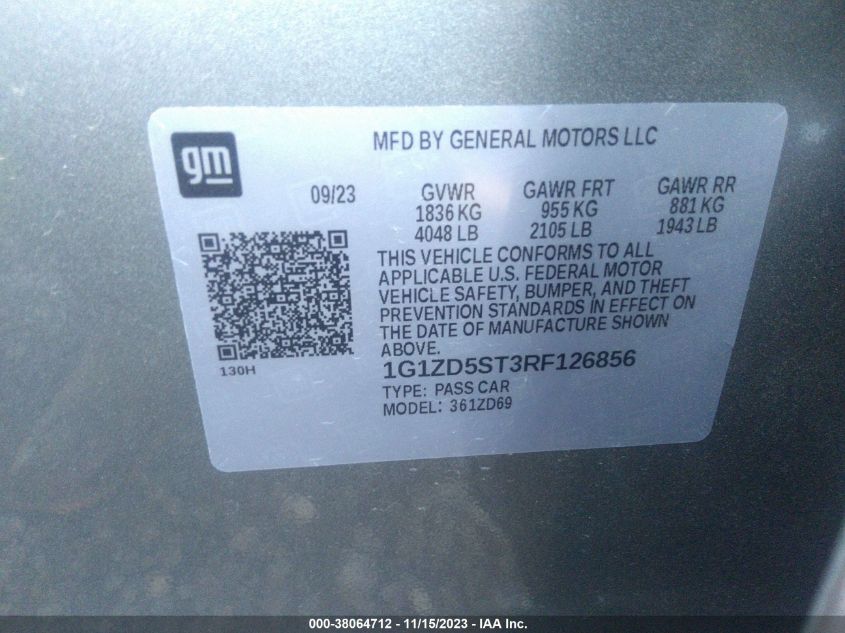 gm
MFD BY GENERAL MOTORS LLC
09/23
GVWR
1836 KG
4048 LB
GAWR FRT
955 KG
2105 LB
GAWR RR
881 KG
1943 LB
THIS VEHICLE CONFORMS TO ALL
APPLICABLE U.S. FEDERAL MOTOR
VEHICLE SAFETY, BUMPER, AND THEFT
PREVENTION STANDARDS IN EFFECT ON
THE DATE OF MANUFACTURE SHOWN
ABOVE.
130H
1G1ZD5ST3RF126856
TYPE: PASS CAR
MODEL: 361ZD69
000-38064712 - 11/15/2023 - IAA Inc.